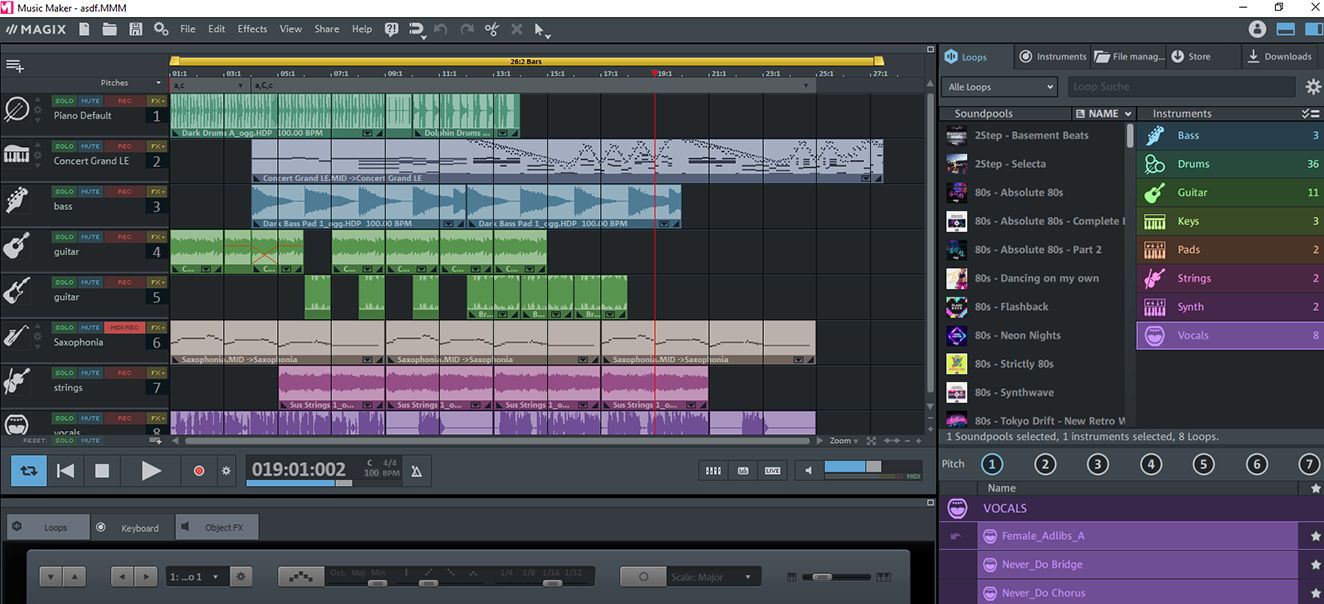 Music Maker - asdf.MMM
MAGIX File Edit Effects View Share Help
26:2 Bars
01:1 03:1 05:1 07:1 09:1 11:1 13:1 15:1 17:1 19:1 21:1 23:1 25:1 27:1
Pitches a,c a,C,c
SOLO MUTE REC FX
Piano Default 1
Dark Drums A_ogg.HDP 100.00 BPM Dolphin Drums ...
SOLO MUTE REC FX
Concert Grand LE 2
Concert Grand LE.MID ->Concert Grand LE
SOLO MUTE REC FX
bass 3
Dark Bass Pad 1_ogg.HDP 100.00 BPM Dark Bass Pad 1_ogg.HDP 100.00 BPM
SOLO MUTE REC FX
guitar 4
C... C... C... C... C... C...
SOLO MUTE REC FX
guitar 5
Br... B... Br...
SOLO MUTE MIDI REC FX
Saxophonia 6
Saxophonia.MID ->Saxophonia Saxophonia.MID ->Saxophonia Saxophonia.MID ->Saxophonia
SOLO MUTE REC FX
strings 7
Sus Strings 1_o... Sus Strings 1_o... Sus Strings 1_o... Sus Strings 1_o...
SOLO MUTE REC FX
vocals 8
RESET: SOLO MUTE
Zoom
019:01:002 C 4/4
100 BPM
LIVE
MIDI
Loops Keyboard Object FX
1: ...o 1
Oct. Maj Min
1/4 1/8 1/16 1/32
Scale: Major
Loops Instruments File manag... Store Downloads
Alle Loops Loop Suche
Soundpools NAME Instruments
2Step - Basement Beats
2Step - Selecta
80s - Absolute 80s
80s - Absolute 80s - Complete E
80s - Absolute 80s - Part 2
80s - Dancing on my own
80s - Flashback
80s - Neon Nights
80s - Strictly 80s
80s - Synthwave
80s - Tokyo Drift - New Retro W
Bass 3
Drums 36
Guitar 11
Keys 3
Pads 2
Strings 2
Synth 2
Vocals 8
1 Soundpools selected, 1 instruments selected, 8 Loops.
Pitch 1 2 3 4 5 6 7
Name
VOCALS
Female_Adlibs_A
Never_Do Bridge
Never_Do Chorus